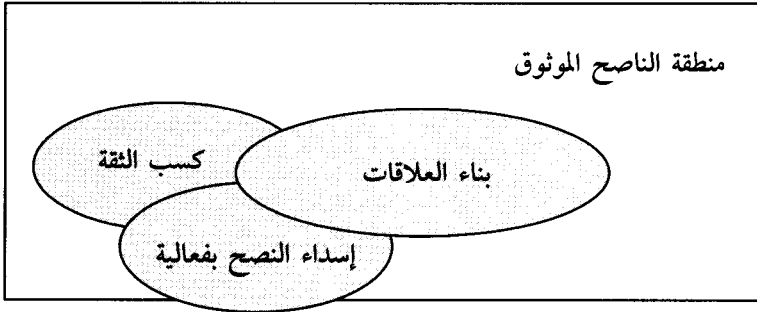 منطقة الناصح الموثوق
كسب الثقة
بناء العلاقات
إسداء النصح بفعالية